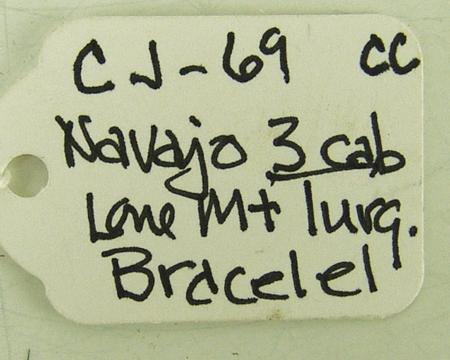 CJ-69 CC
Navajo 3 cab
Lone Mt Turq.
Bracelet